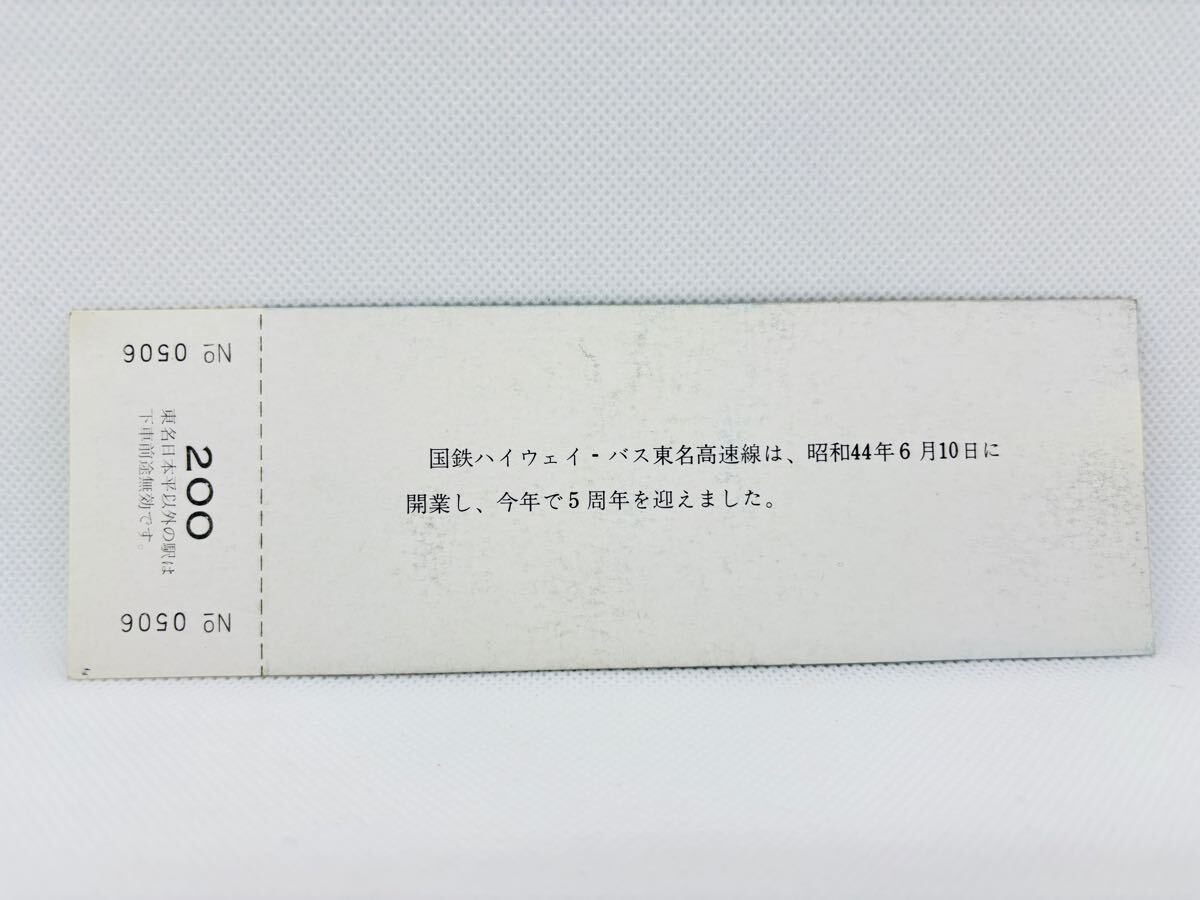 № 0506
200
東名日本平以外の駅は
下車前途無効です。
№ 0506
国鉄ハイウェイ‐バス東名高速線は、昭和44年6月10日に
開業し、今年で5周年を迎えました。